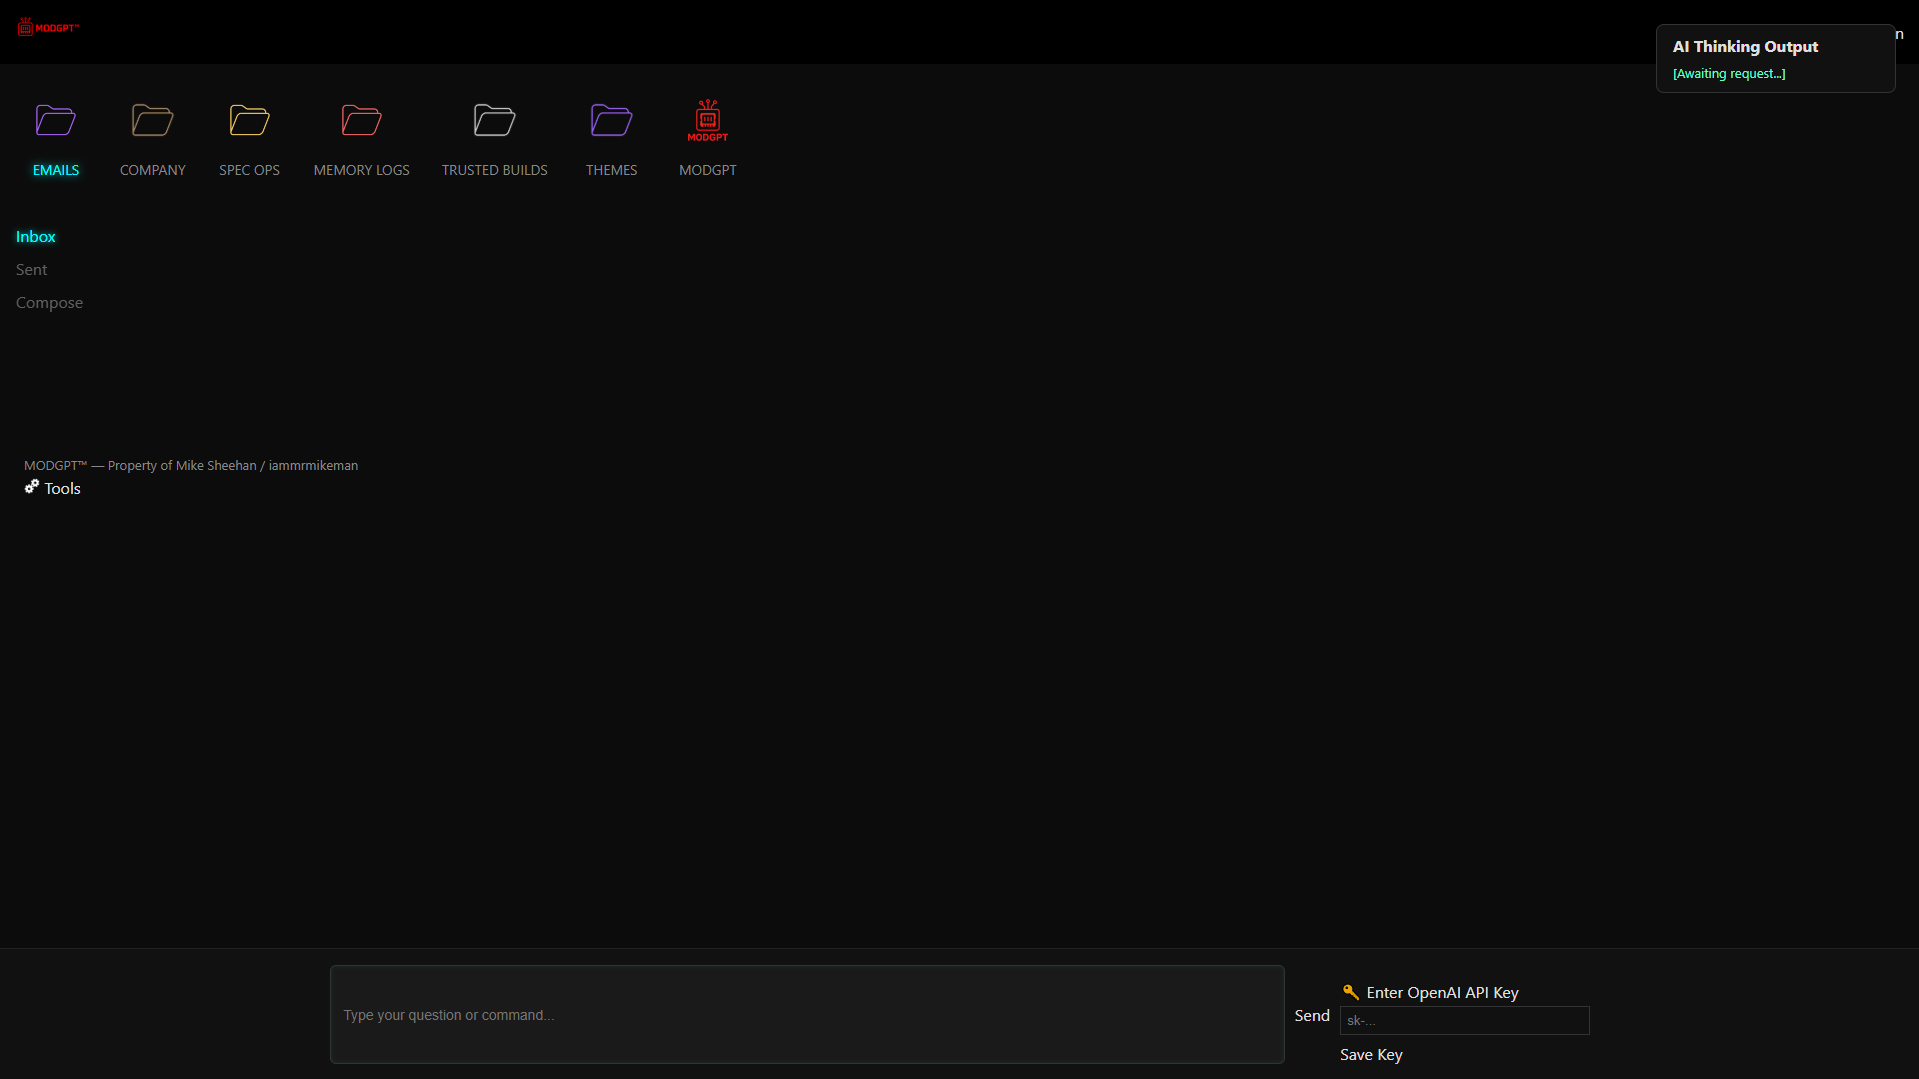 MODGPT™
n
AI Thinking Output
[Awaiting request...]
MODGPT
EMAILS
COMPANY
SPEC OPS
MEMORY LOGS
TRUSTED BUILDS
THEMES
MODGPT
Inbox
Sent
Compose
MODGPT™ — Property of Mike Sheehan / iammrmikeman
Tools
Type your question or command...
Send
Enter OpenAI API Key
sk-...
Save Key